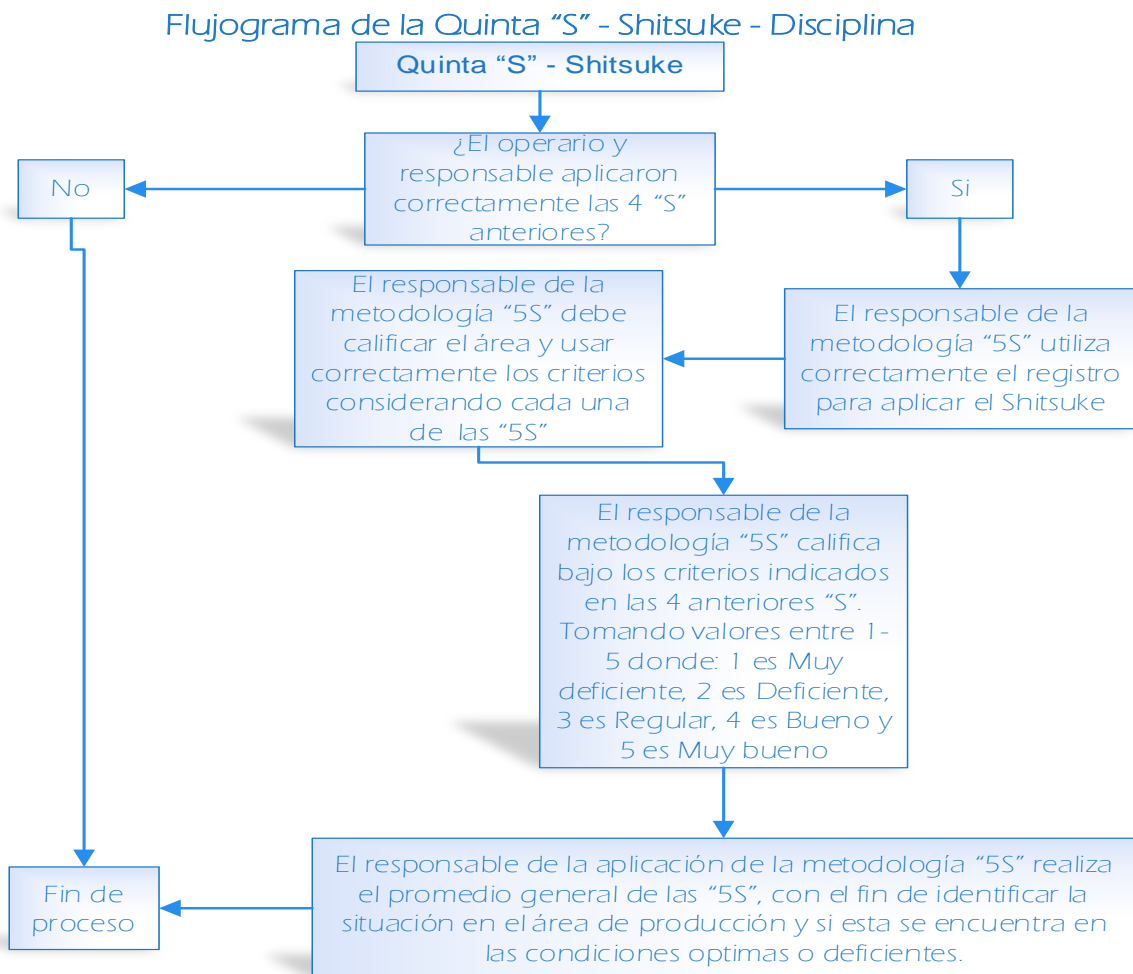 Flujograma de la Quinta “S” - Shitsuke - Disciplina
Quinta “S” - Shitsuke
¿El operario y
responsable aplicaron
correctamente las 4 “S”
anteriores?
No
Si
El responsable de la
metodología “5S” utiliza
correctamente el registro
para aplicar el Shitsuke
El responsable de la
metodología “5S” debe
calificar el área y usar
correctamente los criterios
considerando cada una
de las “5S”
El responsable de la
metodología “5S” califica
bajo los criterios indicados
en las 4 anteriores “S”.
Tomando valores entre 1-
5 donde: 1 es Muy
deficiente, 2 es Deficiente,
3 es Regular, 4 es Bueno y
5 es Muy bueno
El responsable de la aplicación de la metodología “5S” realiza
el promedio general de las “5S”, con el fin de identificar la
situación en el área de producción y si esta se encuentra en
las condiciones optimas o deficientes.
Fin de
proceso